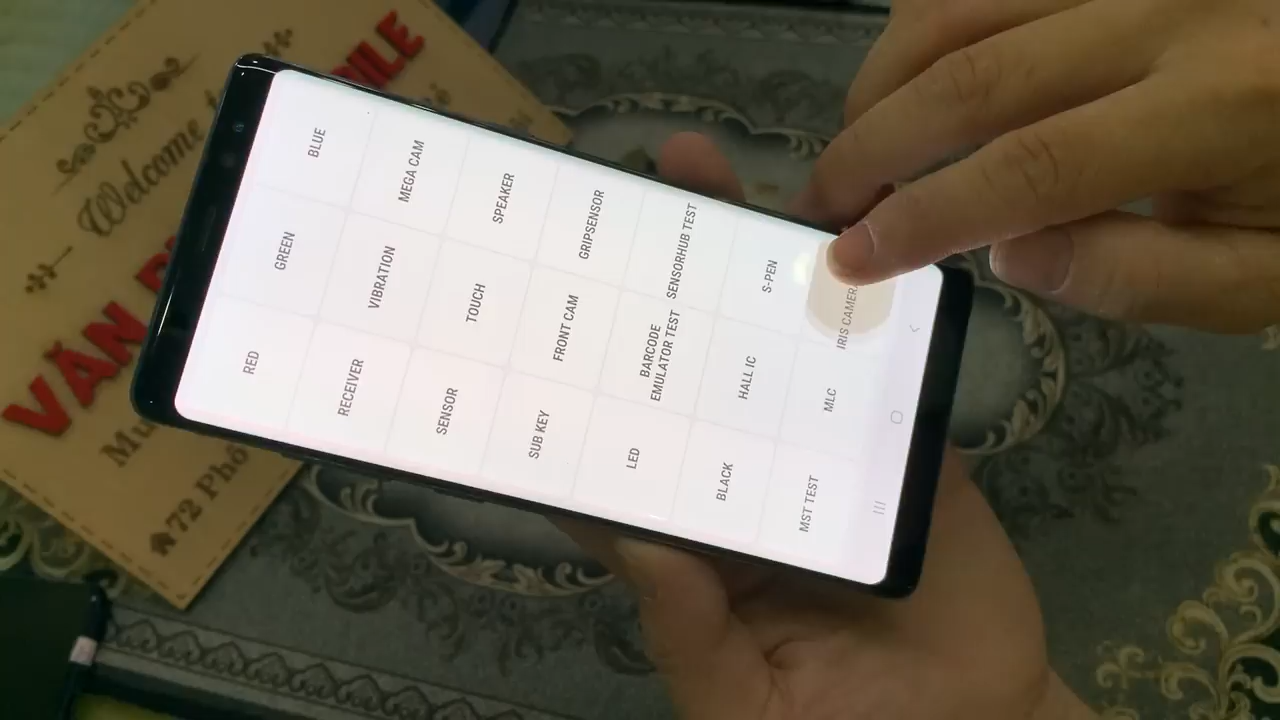 Welcome
VĂN
BILE
72 Phố
RED
GREEN
BLUE
RECEIVER
VIBRATION
MEGA CAM
SENSOR
TOUCH
SPEAKER
SUB KEY
FRONT CAM
GRIPSENSOR
LED
BARCODE
EMULATOR TEST
SENSORHUB TEST
BLACK
HALL IC
S-PEN
MST TEST
MLC
IRIS CAMERA